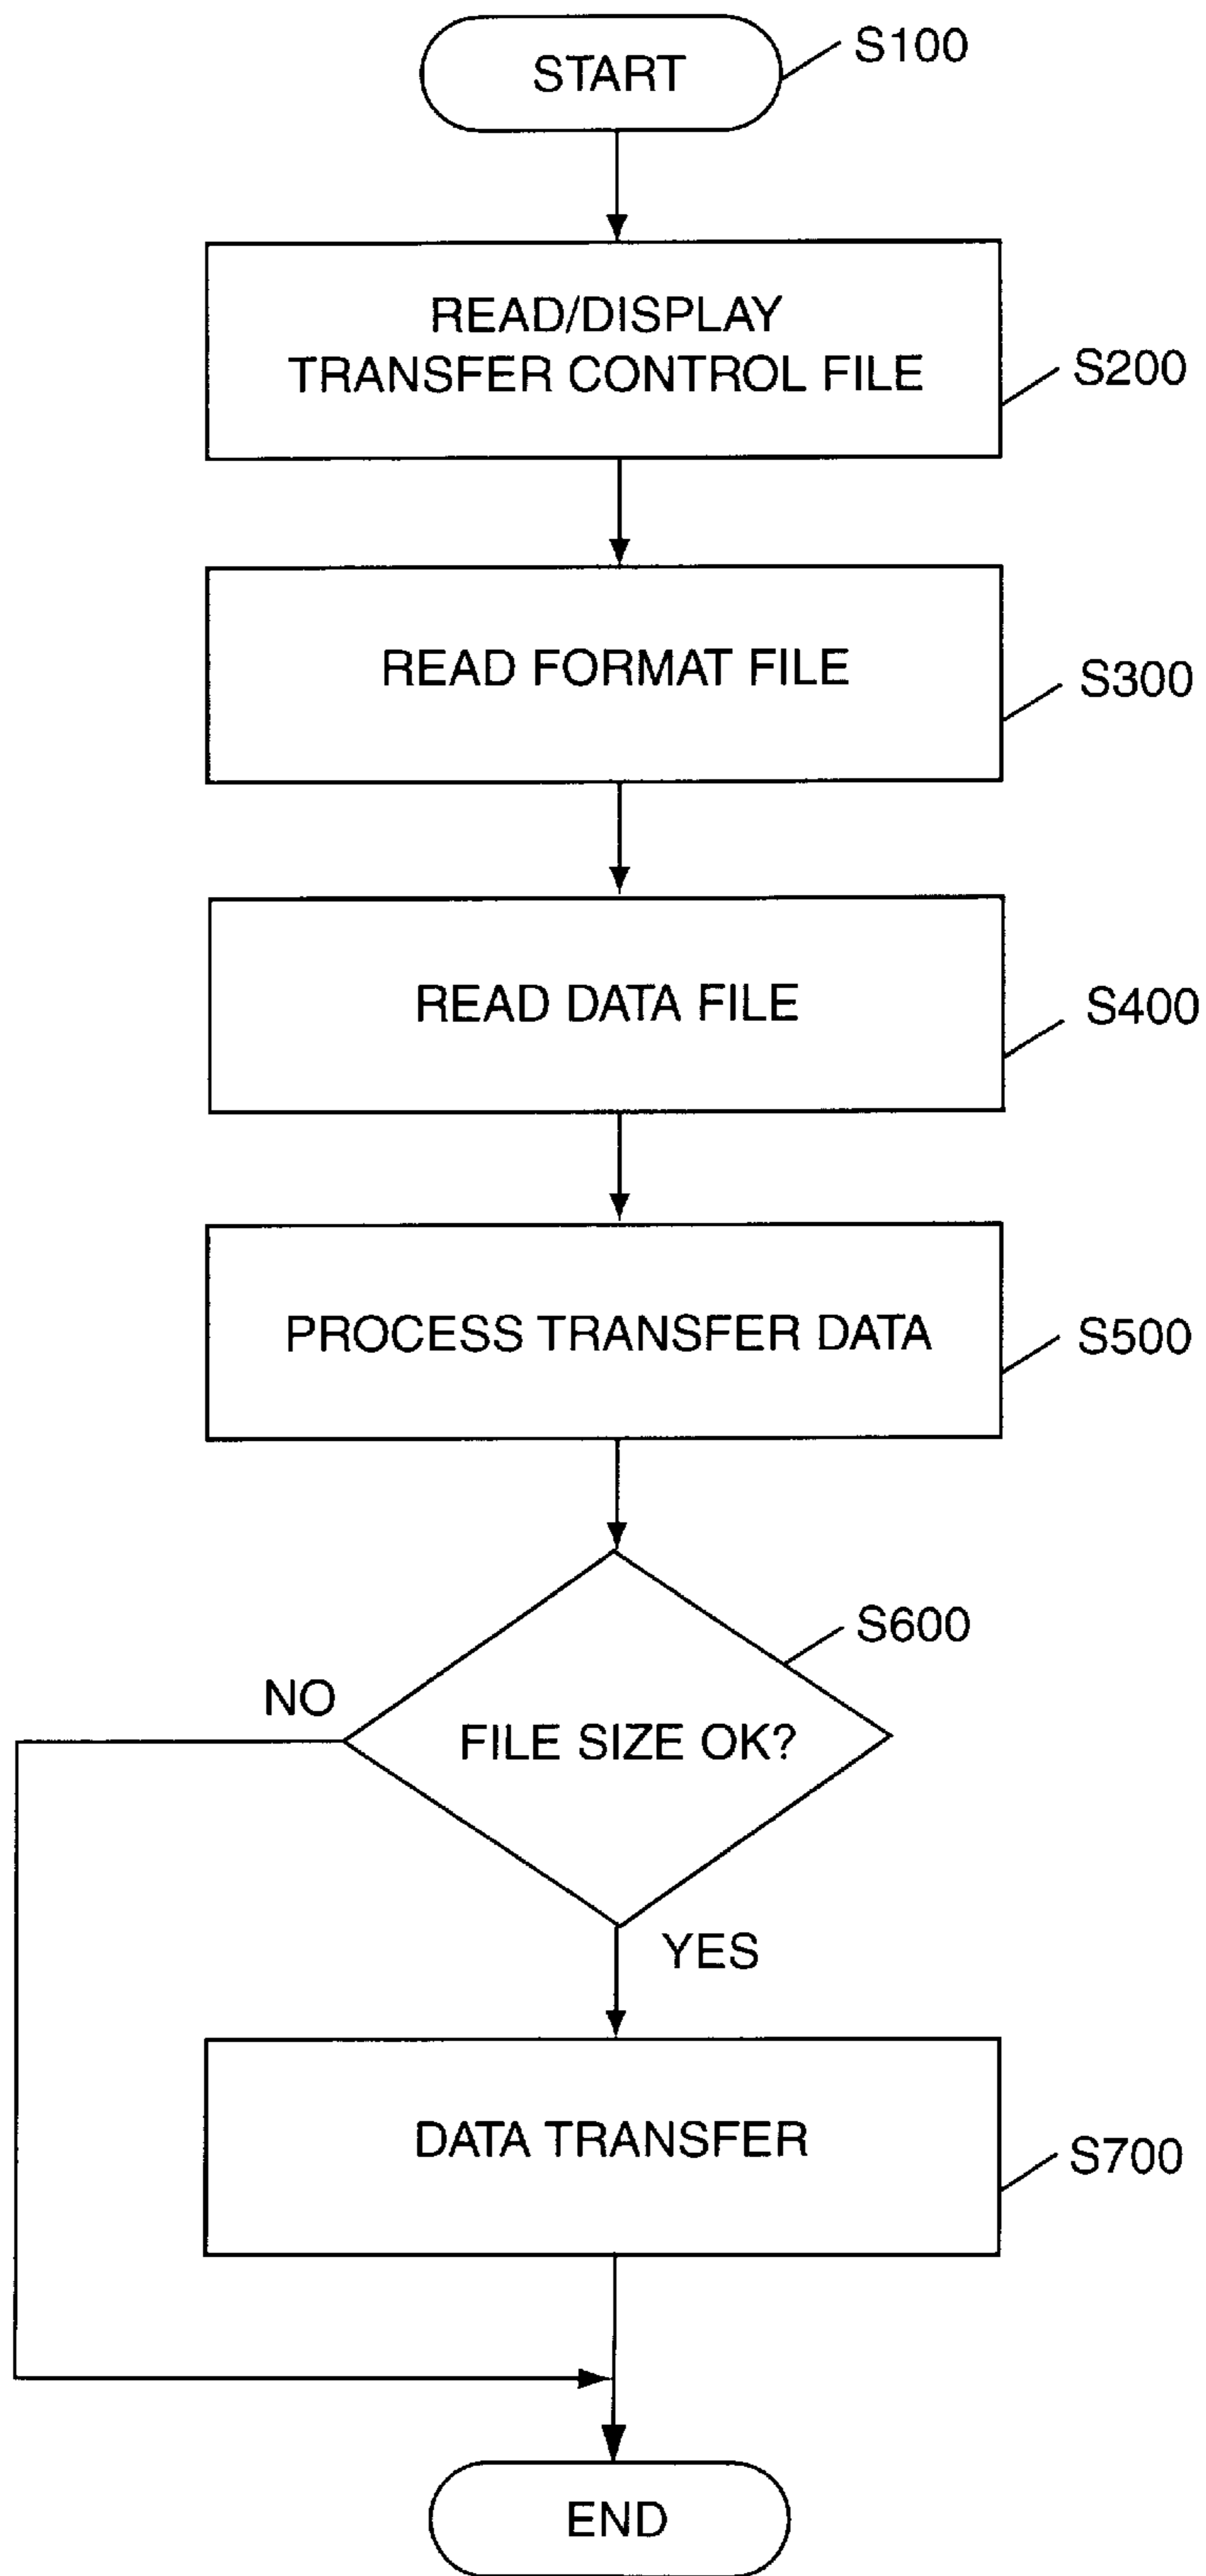 START
S100
READ/DISPLAY
TRANSFER CONTROL FILE
S200
READ FORMAT FILE
S300
READ DATA FILE
S400
PROCESS TRANSFER DATA
S500
S600
NO
FILE SIZE OK?
YES
DATA TRANSFER
S700
END